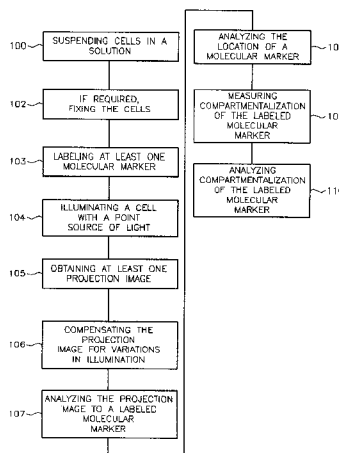 100
SUSPENDING CELLS IN A
SOLUTION
102
IF REQUIRED,
FIXING THE CELLS
103
LABELING AT LEAST ONE
MOLECULAR MARKER
104
ILLUMINATING A CELL
WITH A POINT
SOURCE OF LIGHT
105
OBTAINING AT LEAST ONE
PROJECTION IMAGE
106
COMPENSATING THE
PROJECTION
IMAGE FOR VARIATIONS
IN ILLUMINATION
107
ANALYZING THE PROJECTION
MAGE TO A LABELED
MOLECULAR
MARKER
ANALYZING THE
LOCATION OF A
MOLECULAR MARKER
10
MEASURING
COMPARTMENTALIZATION
OF THE LABELED
MOLECULAR
MARKER
10
ANALYZING
COMPARTMENTALIZATION
OF THE LABELED
MOLECULAR
MARKER
11